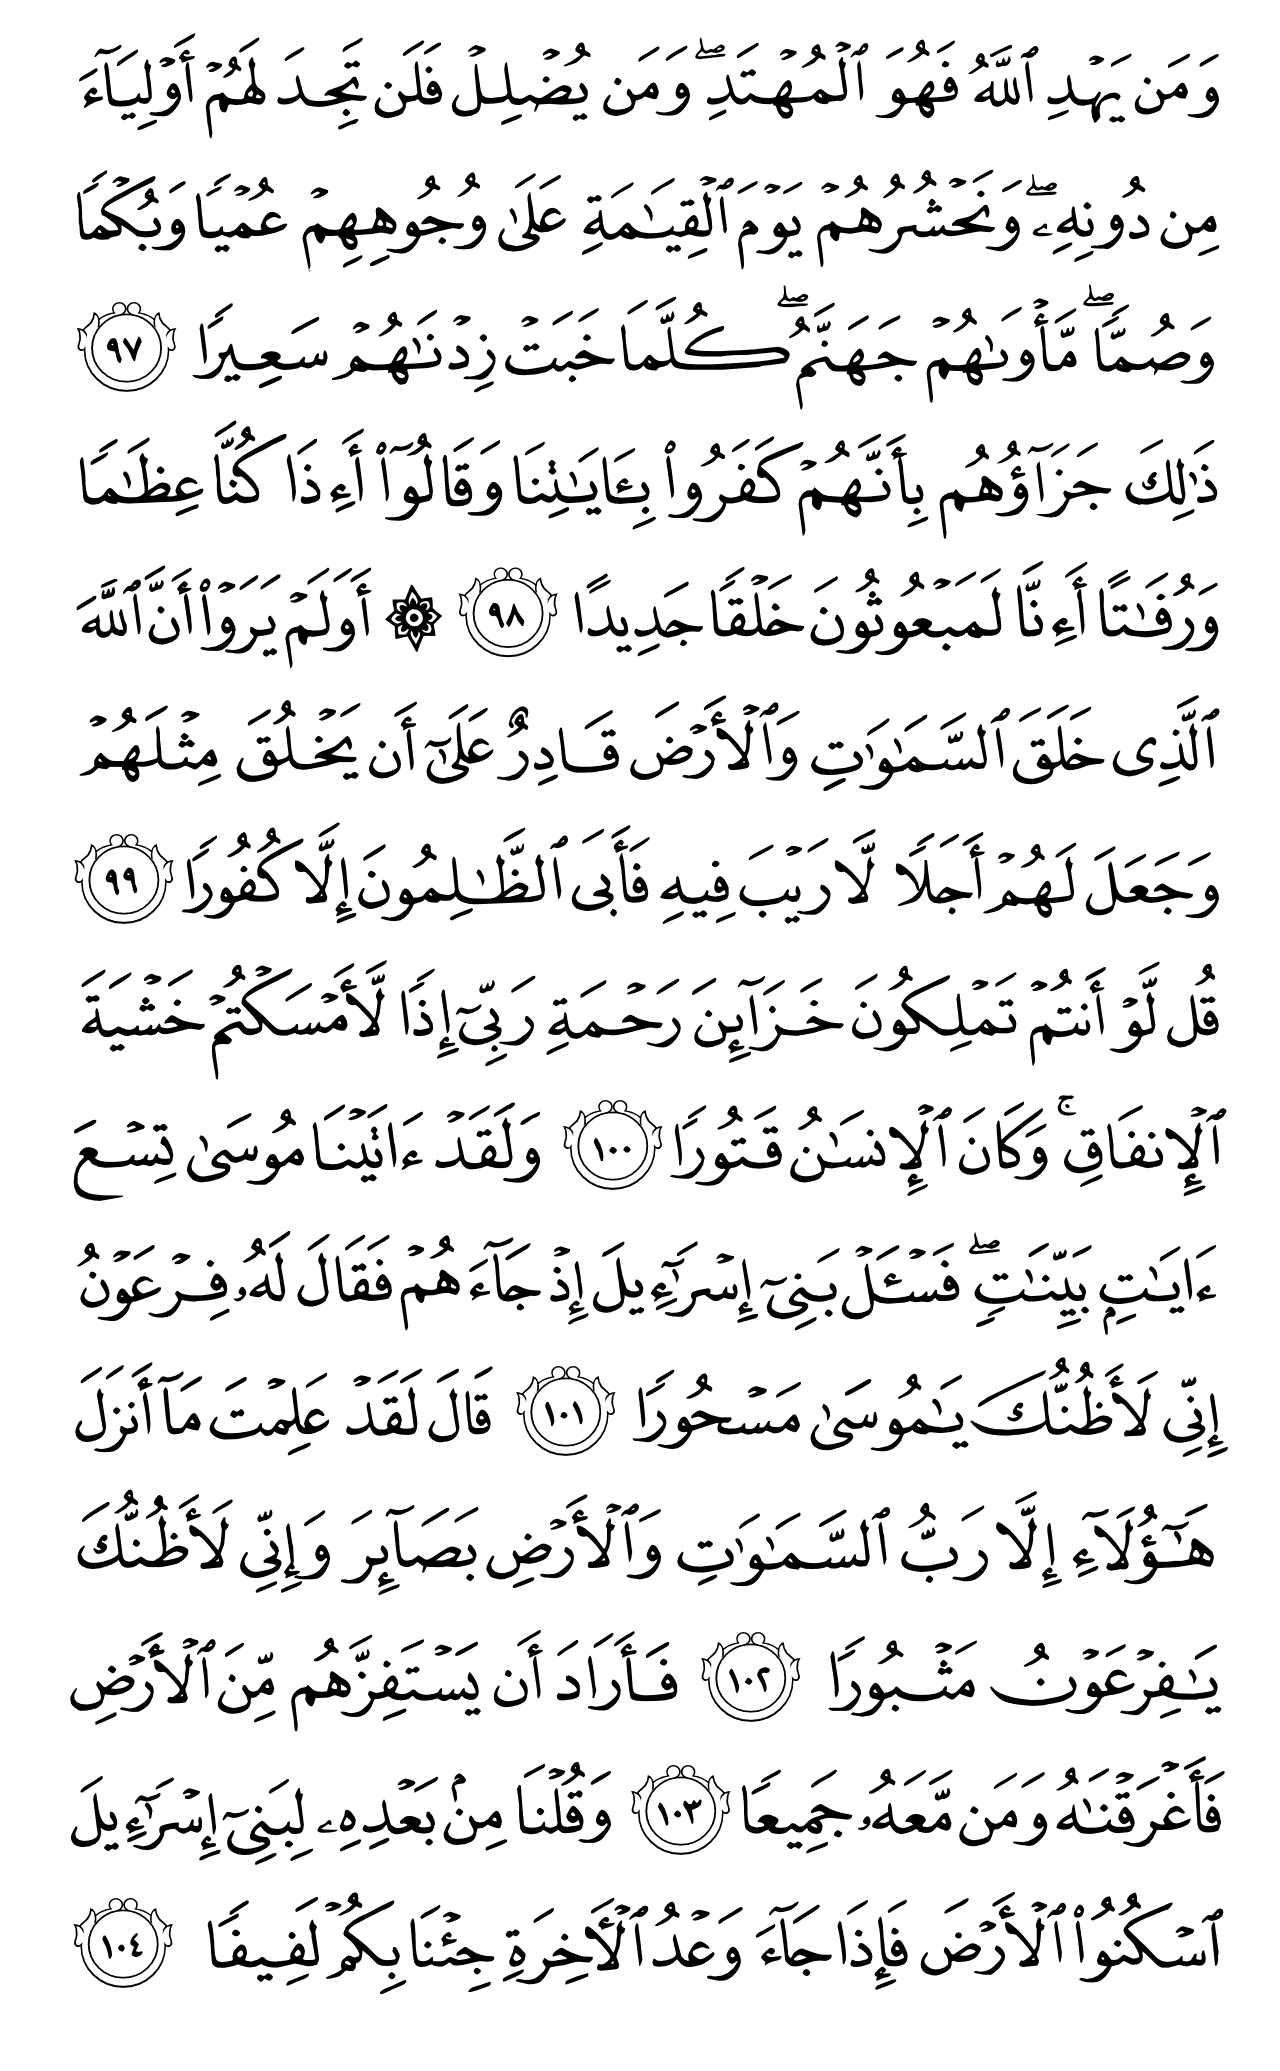 وَمَن يَهْدِ ٱللَّهُ فَهُوَ ٱلْمُهْتَدِ ۖ وَمَن يُضْلِلْ فَلَن تَجِدَ لَهُمْ أَوْلِيَآءَ
مِن دُونِهِۦ ۖ وَنَحْشُرُهُمْ يَوْمَ ٱلْقِيَـٰمَةِ عَلَىٰ وُجُوهِهِمْ عُمْيًا وَبُكْمًا
وَصُمًّا ۖ مَّأْوَىٰهُمْ جَهَنَّمُ ۖ كُلَّمَا خَبَتْ زِدْنَـٰهُمْ سَعِيرًا ٩٧
ذَٰلِكَ جَزَآؤُهُم بِأَنَّهُمْ كَفَرُوا۟ بِـَٔايَـٰتِنَا وَقَالُوٓا۟ أَءِذَا كُنَّا عِظَـٰمًا
وَرُفَـٰتًا أَءِنَّا لَمَبْعُوثُونَ خَلْقًا جَدِيدًا ٩٨ ۞ أَوَلَمْ يَرَوْا۟ أَنَّ ٱللَّهَ
ٱلَّذِى خَلَقَ ٱلسَّمَـٰوَٰتِ وَٱلْأَرْضَ قَادِرٌ عَلَىٰٓ أَن يَخْلُقَ مِثْلَهُمْ
وَجَعَلَ لَهُمْ أَجَلًا لَّا رَيْبَ فِيهِ فَأَبَى ٱلظَّـٰلِمُونَ إِلَّا كُفُورًا ٩٩
قُل لَّوْ أَنتُمْ تَمْلِكُونَ خَزَآئِنَ رَحْمَةِ رَبِّىٓ إِذًا لَّأَمْسَكْتُمْ خَشْيَةَ
ٱلْإِنفَاقِ ۚ وَكَانَ ٱلْإِنسَـٰنُ قَتُورًا ١٠٠ وَلَقَدْ ءَاتَيْنَا مُوسَىٰ تِسْعَ
ءَايَـٰتٍۭ بَيِّنَـٰتٍ ۖ فَسْـَٔلْ بَنِىٓ إِسْرَٰٓءِيلَ إِذْ جَآءَهُمْ فَقَالَ لَهُۥ فِرْعَوْنُ
إِنِّى لَأَظُنُّكَ يَـٰمُوسَىٰ مَسْحُورًا ١٠١ قَالَ لَقَدْ عَلِمْتَ مَآ أَنزَلَ
هَـٰٓؤُلَآءِ إِلَّا رَبُّ ٱلسَّمَـٰوَٰتِ وَٱلْأَرْضِ بَصَآئِرَ وَإِنِّى لَأَظُنُّكَ
يَـٰفِرْعَوْنُ مَثْبُورًا ١٠٢ فَأَرَادَ أَن يَسْتَفِزَّهُم مِّنَ ٱلْأَرْضِ
فَأَغْرَقْنَـٰهُ وَمَن مَّعَهُۥ جَمِيعًا ١٠٣ وَقُلْنَا مِنۢ بَعْدِهِۦ لِبَنِىٓ إِسْرَٰٓءِيلَ
ٱسْكُنُوا۟ ٱلْأَرْضَ فَإِذَا جَآءَ وَعْدُ ٱلْـَٔاخِرَةِ جِئْنَا بِكُمْ لَفِيفًا ١٠٤